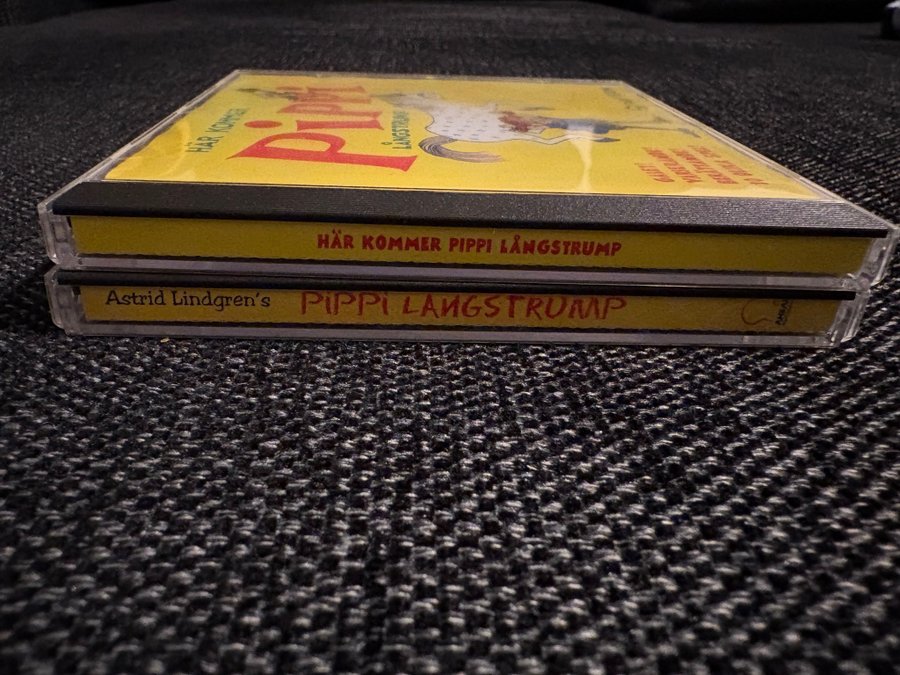 HÄR KOMMER
Pippi
LÅNGSTRUMP
HÄR KOMMER PIPPI LÅNGSTRUMP
Astrid Lindgren's PiPPi LÅNGSTRUMP